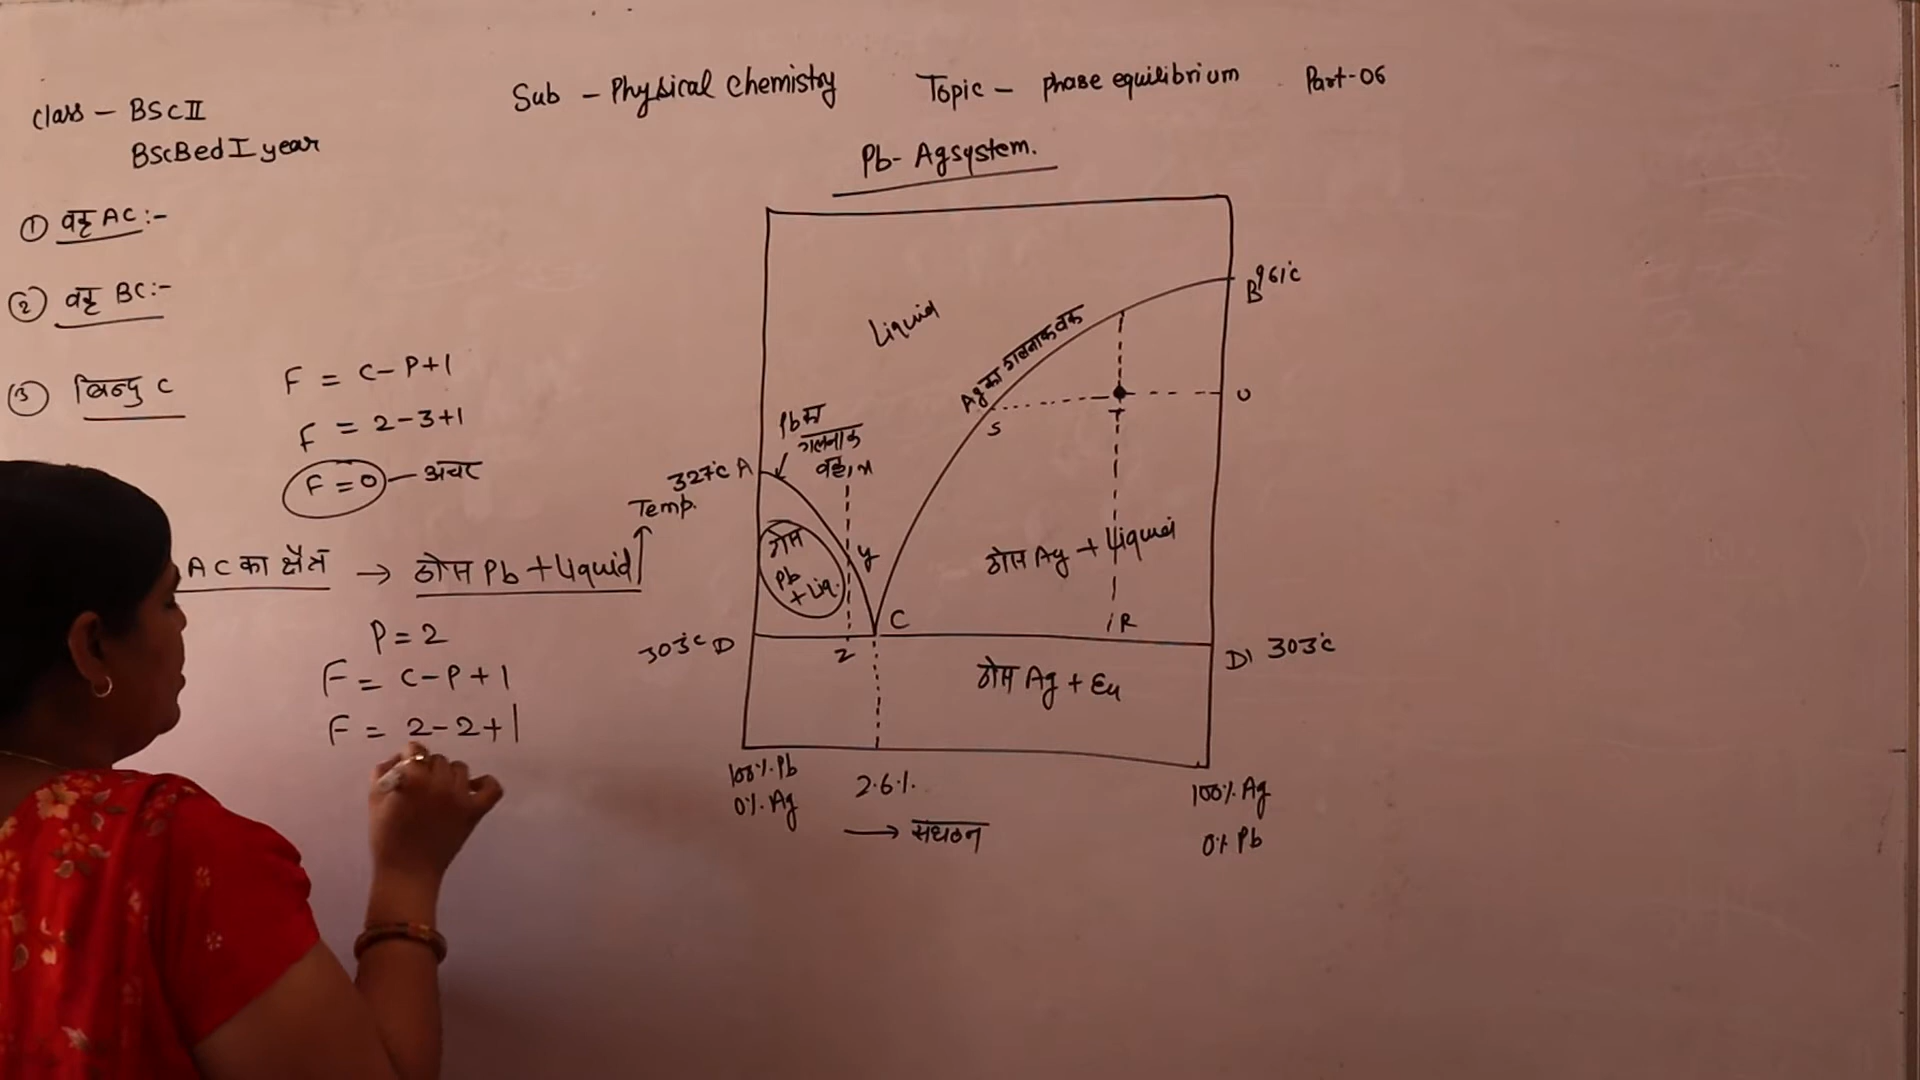 Class - BSc II
BScBed I year
Sub - Physical Chemistry Topic - phase equilibrium Part-06
Pb- Ag system.
① वक्र AC:-
② वक्र BC:-
③ बिन्दु C
F = C-P+1
F = 2-3+1
F=0 - अचर
AC का क्षेत्र → ठोस Pb + Liquid
P=2
F = C-P+1
F = 2-2+1
Liquid
961°C
B
Ag का गलनांक वक्र
O
S
T
Pb का
गलनांक
वक्र
327°C A
Temp.
ठोस
Pb
+Liq.
y
ठोस Ag + Liquid
C
R
303°C D
Z
D' 303°C
ठोस Ag + Eu
100% Pb
0% Ag
2.6%
100% Ag
0% Pb
→ संघठन